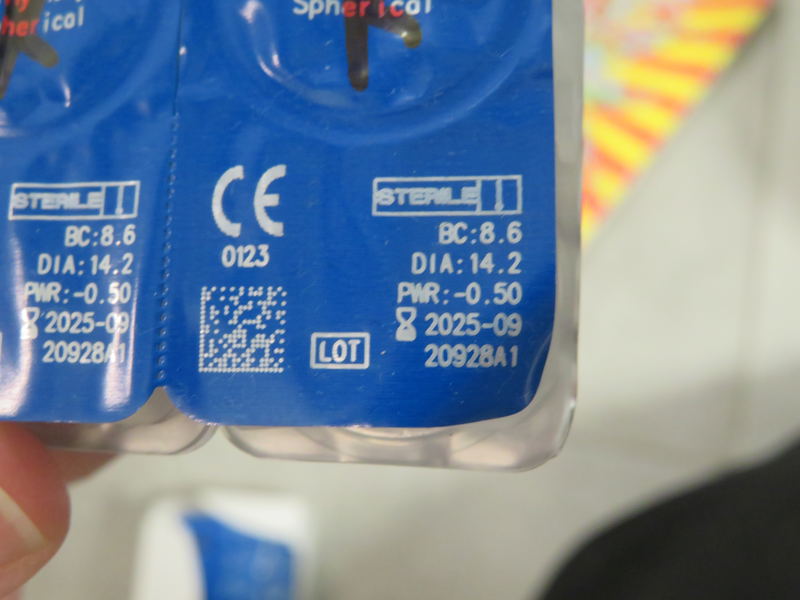 Spherical
STERILE
BC:8.6
DIA:14.2
PWR:-0.50
2025-09
20928A1
Spherical
CE
0123
LOT
STERILE
BC:8.6
DIA:14.2
PWR:-0.50
2025-09
20928A1